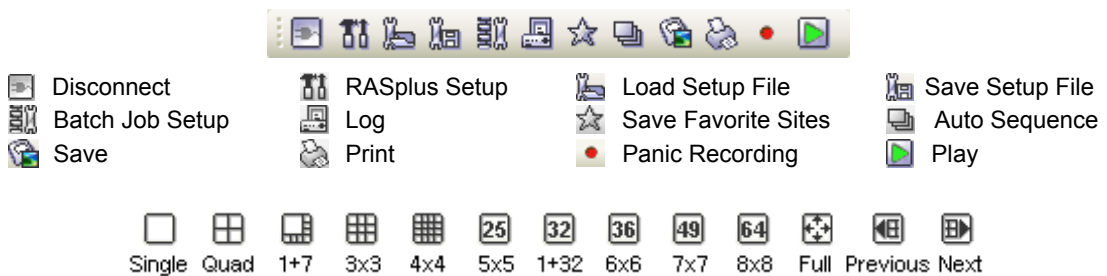 Disconnect RASplus Setup Load Setup File Save Setup File
Batch Job Setup Log Save Favorite Sites Auto Sequence
Save Print Panic Recording Play
25 32 36 49 64
Single Quad 1+7 3x3 4x4 5x5 1+32 6x6 7x7 8x8 Full Previous Next